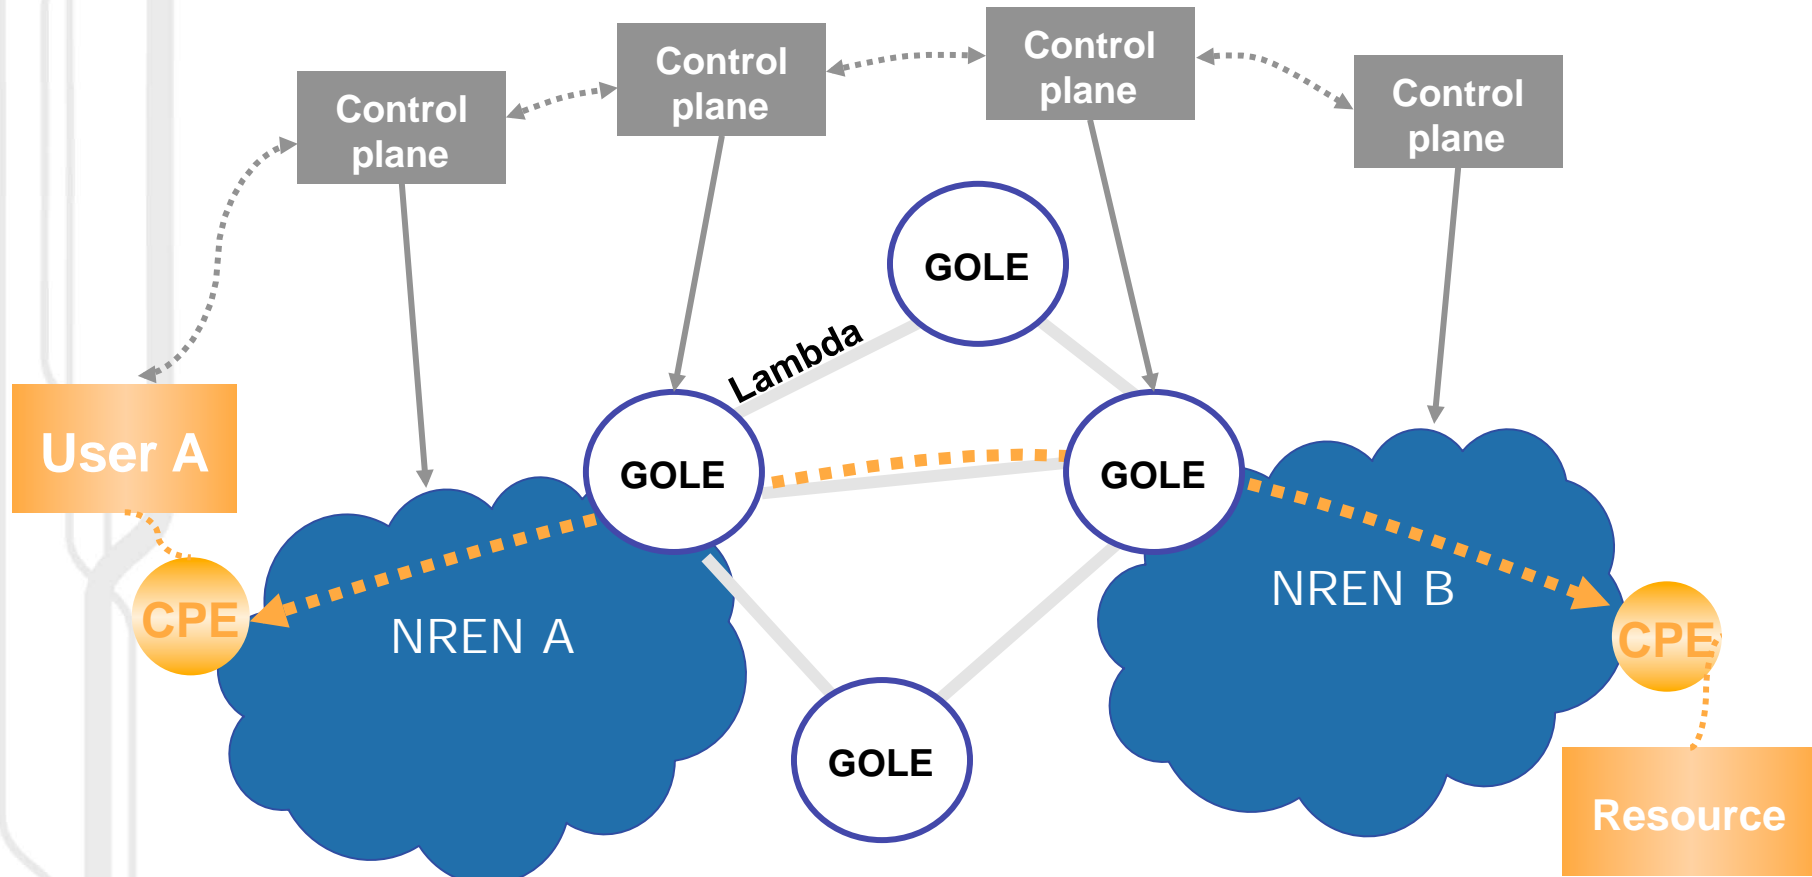 Control
plane
Control
plane
Control
plane
Control
plane
GOLE
Lambda
User A
GOLE
GOLE
NREN A
NREN B
CPE
CPE
GOLE
Resource